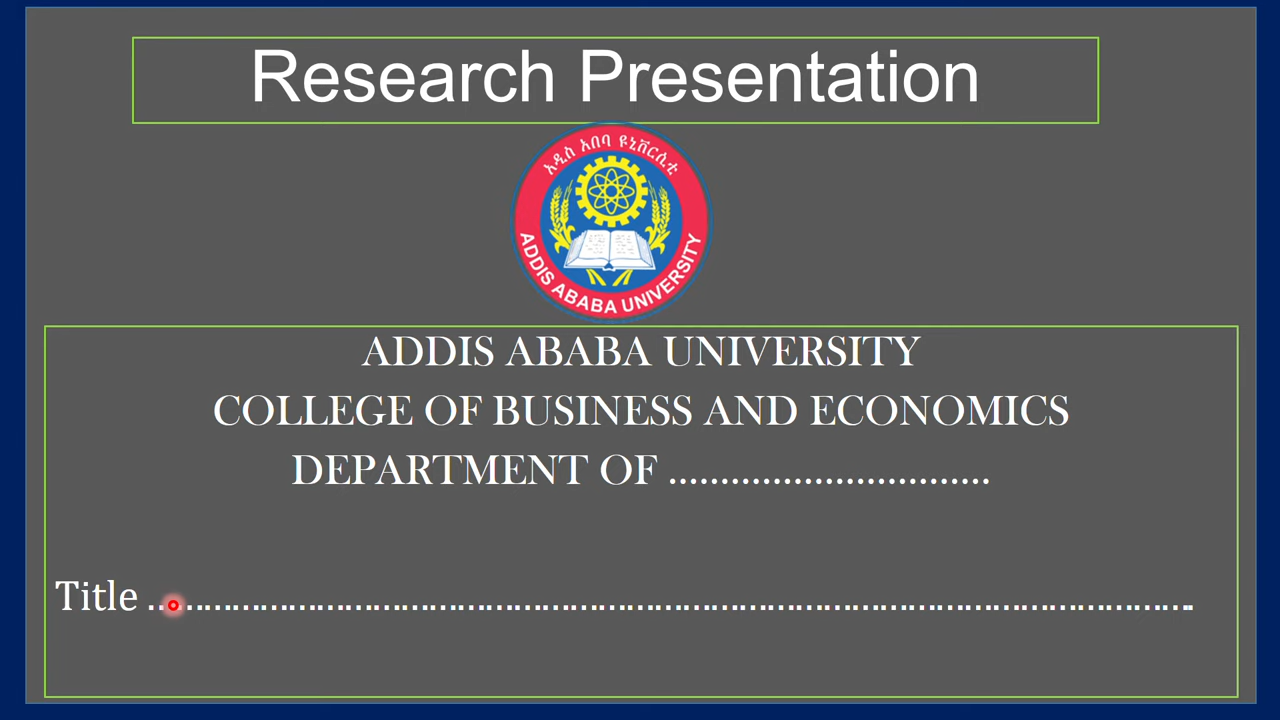 Research Presentation
አዲስ አበባ ዩኒቨርሲቲ
ADDIS ABABA UNIVERSITY
ADDIS ABABA UNIVERSITY
COLLEGE OF BUSINESS AND ECONOMICS
DEPARTMENT OF ...............................
Title ................................................................................